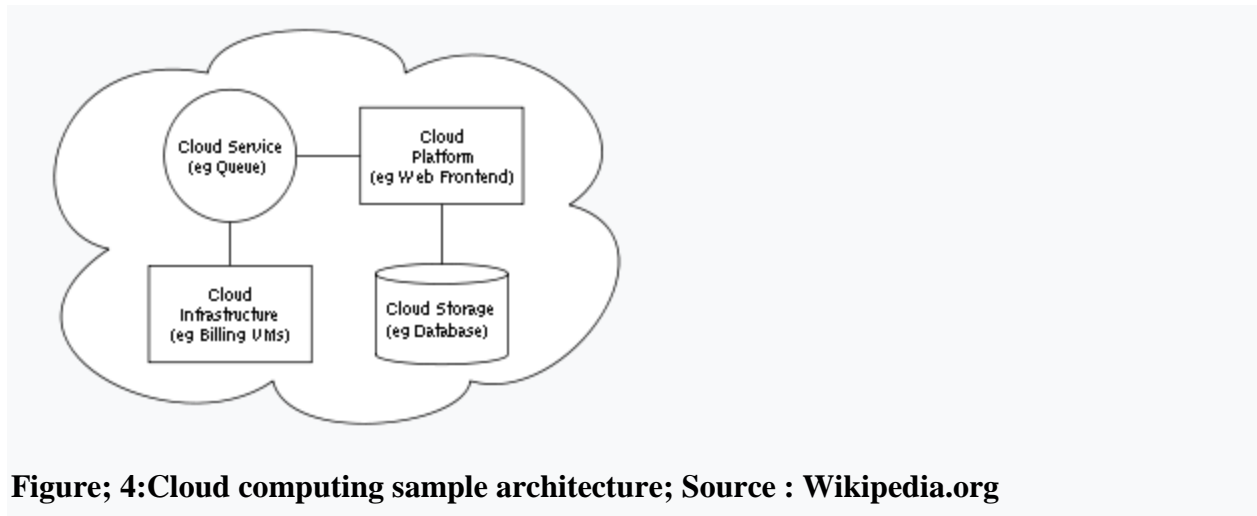 Cloud Service
(eg Queue)
Cloud
Platform
(eg Web Frontend)
Cloud
Infrastructure
(eg Billing VMs)
Cloud Storage
(eg Database)
Figure; 4:Cloud computing sample architecture; Source : Wikipedia.org